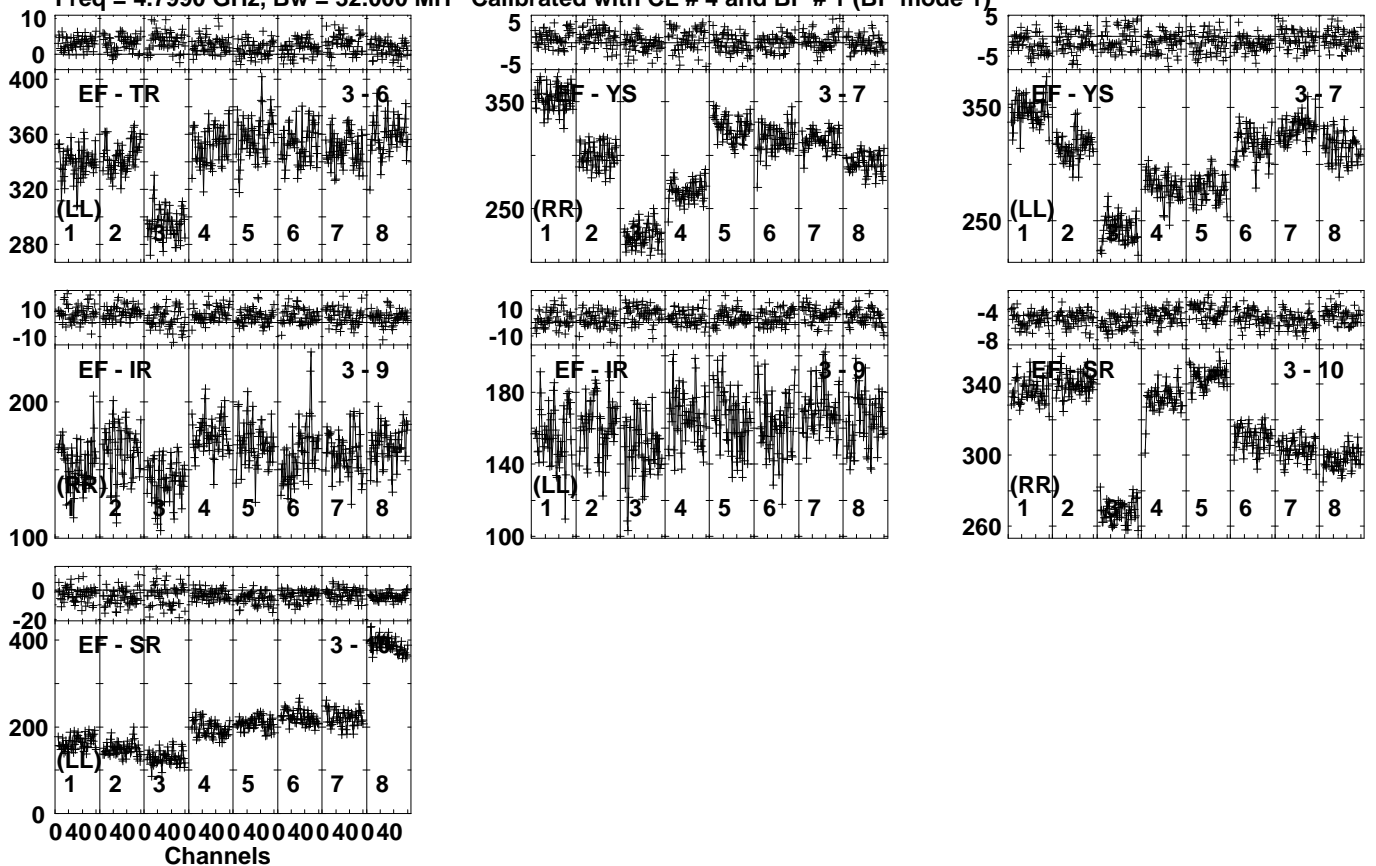 Freq = 4.7990 GHz, Bw = 32.000 MH Calibrated with CL # 4 and BP # 1 (BP mode 1)
10
0
400
360
320
280
EF - TR 3 - 6
(LL)
1 2 3 4 5 6 7 8
5
-5
350
250
EF - YS 3 - 7
(RR)
1 2 3 4 5 6 7 8
5
-5
350
250
EF - YS 3 - 7
(LL)
1 2 3 4 5 6 7 8
10
-10
200
100
EF - IR 3 - 9
(RR)
1 2 3 4 5 6 7 8
10
-10
180
140
100
EF - IR 3 - 9
(LL)
1 2 3 4 5 6 7 8
-4
-8
340
300
260
EF - SR 3 - 10
(RR)
1 2 3 4 5 6 7 8
0
-20
400
200
0
EF - SR 3 - 10
(LL)
1 2 3 4 5 6 7 8
0 40 0 40 0 40 0 40 0 40 0 40 0 40 0 40
Channels